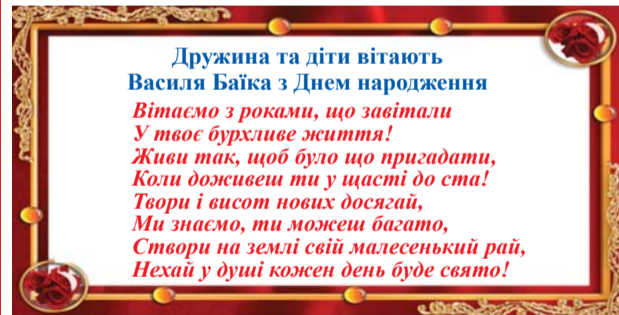 Дружина та діти вітають
Василя Баїка з Днем народження
Вітаємо з роками, що завітали
У твоє бурхливе життя!
Живи так, щоб було що пригадати,
Коли доживеш ти у щасті до ста!
Твори і висот нових досягай,
Ми знаємо, ти можеш багато,
Створи на землі свій малесенький рай,
Нехай у душі кожен день буде свято!